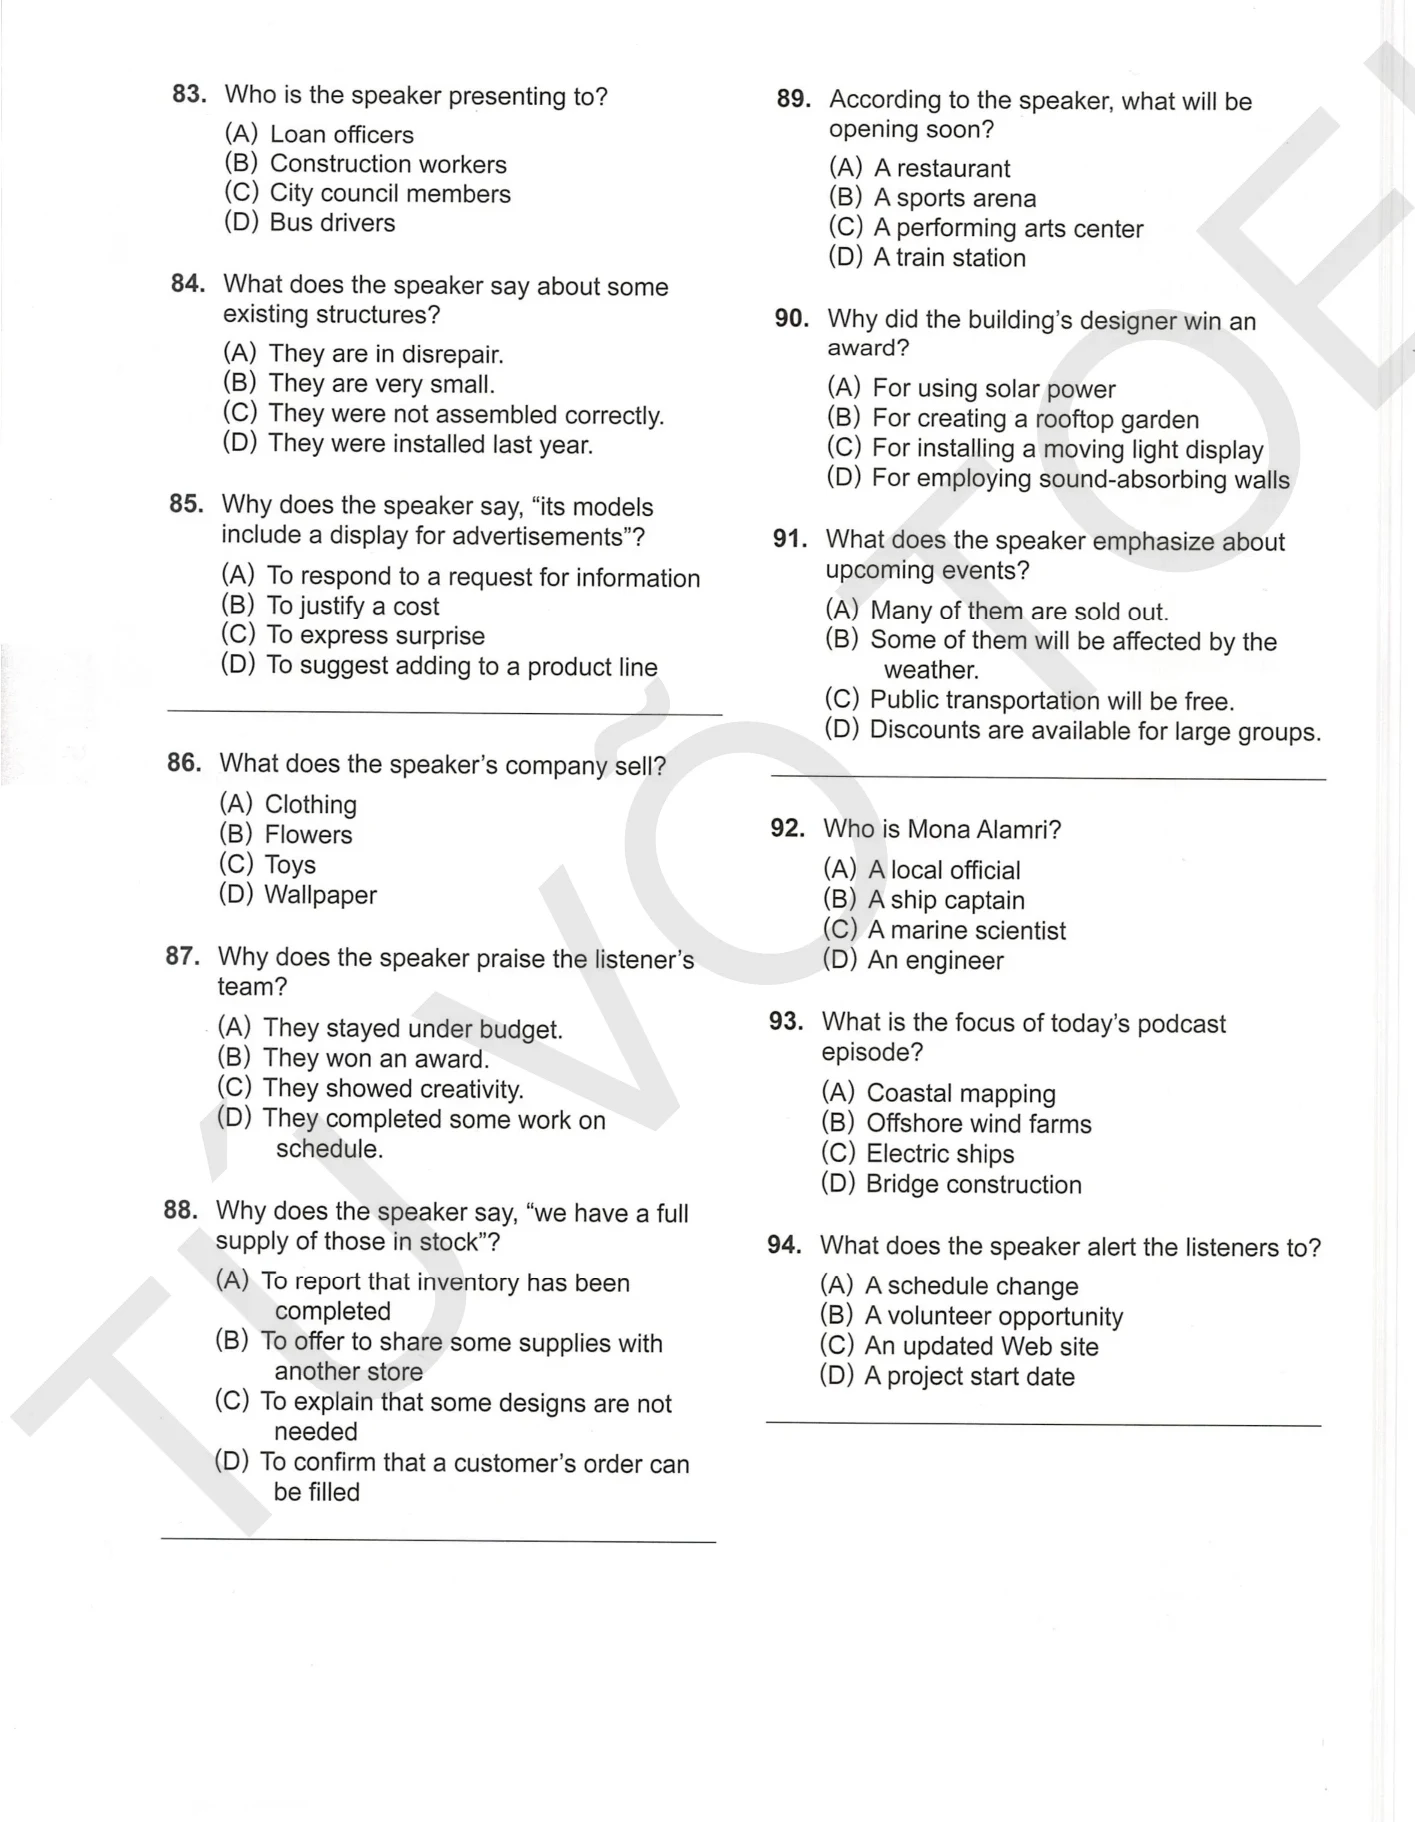 83. Who is the speaker presenting to?
(A) Loan officers
(B) Construction workers
(C) City council members
(D) Bus drivers
84. What does the speaker say about some
existing structures?
(A) They are in disrepair.
(B) They are very small.
(C) They were not assembled correctly.
(D) They were installed last year.
85. Why does the speaker say, “its models
include a display for advertisements”?
(A) To respond to a request for information
(B) To justify a cost
(C) To express surprise
(D) To suggest adding to a product line
86. What does the speaker’s company sell?
(A) Clothing
(B) Flowers
(C) Toys
(D) Wallpaper
87. Why does the speaker praise the listener’s
team?
(A) They stayed under budget.
(B) They won an award.
(C) They showed creativity.
(D) They completed some work on
schedule.
88. Why does the speaker say, “we have a full
supply of those in stock”?
(A) To report that inventory has been
completed
(B) To offer to share some supplies with
another store
(C) To explain that some designs are not
needed
(D) To confirm that a customer’s order can
be filled
89. According to the speaker, what will be
opening soon?
(A) A restaurant
(B) A sports arena
(C) A performing arts center
(D) A train station
90. Why did the building’s designer win an
award?
(A) For using solar power
(B) For creating a rooftop garden
(C) For installing a moving light display
(D) For employing sound-absorbing walls
91. What does the speaker emphasize about
upcoming events?
(A) Many of them are sold out.
(B) Some of them will be affected by the
weather.
(C) Public transportation will be free.
(D) Discounts are available for large groups.
92. Who is Mona Alamri?
(A) A local official
(B) A ship captain
(C) A marine scientist
(D) An engineer
93. What is the focus of today’s podcast
episode?
(A) Coastal mapping
(B) Offshore wind farms
(C) Electric ships
(D) Bridge construction
94. What does the speaker alert the listeners to?
(A) A schedule change
(B) A volunteer opportunity
(C) An updated Web site
(D) A project start date
TÚ VÕ TOE